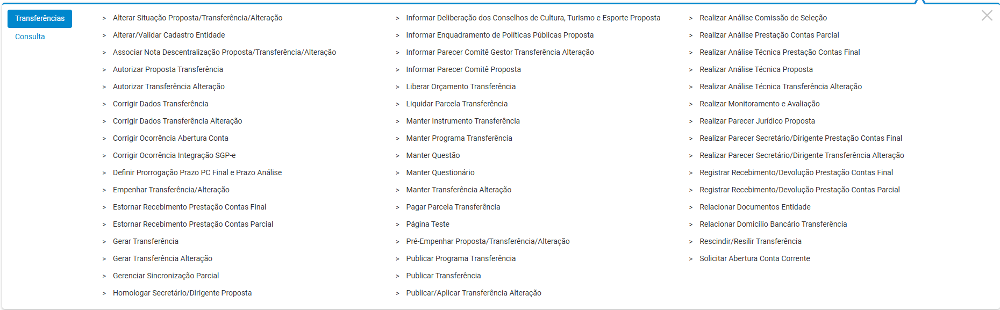 Transferências
Consulta
> Alterar Situação Proposta/Transferência/Alteração
> Alterar/Validar Cadastro Entidade
> Associar Nota Descentralização Proposta/Transferência/Alteração
> Autorizar Proposta Transferência
> Autorizar Transferência Alteração
> Corrigir Dados Transferência
> Corrigir Dados Transferência Alteração
> Corrigir Ocorrência Abertura Conta
> Corrigir Ocorrência Integração SGP-e
> Definir Prorrogação Prazo PC Final e Prazo Análise
> Empenhar Transferência/Alteração
> Estornar Recebimento Prestação Contas Final
> Estornar Recebimento Prestação Contas Parcial
> Gerar Transferência
> Gerar Transferência Alteração
> Gerenciar Sincronização Parcial
> Homologar Secretário/Dirigente Proposta
> Informar Deliberação dos Conselhos de Cultura, Turismo e Esporte Proposta
> Informar Enquadramento de Políticas Públicas Proposta
> Informar Parecer Comitê Gestor Transferência Alteração
> Informar Parecer Comitê Proposta
> Liberar Orçamento Transferência
> Liquidar Parcela Transferência
> Manter Instrumento Transferência
> Manter Programa Transferência
> Manter Questão
> Manter Questionário
> Manter Transferência Alteração
> Pagar Parcela Transferência
> Página Teste
> Pré-Empenhar Proposta/Transferência/Alteração
> Publicar Programa Transferência
> Publicar Transferência
> Publicar/Aplicar Transferência Alteração
> Realizar Análise Comissão de Seleção
> Realizar Análise Prestação Contas Parcial
> Realizar Análise Técnica Prestação Contas Final
> Realizar Análise Técnica Proposta
> Realizar Análise Técnica Transferência Alteração
> Realizar Monitoramento e Avaliação
> Realizar Parecer Jurídico Proposta
> Realizar Parecer Secretário/Dirigente Prestação Contas Final
> Realizar Parecer Secretário/Dirigente Transferência Alteração
> Registrar Recebimento/Devolução Prestação Contas Final
> Registrar Recebimento/Devolução Prestação Contas Parcial
> Relacionar Documentos Entidade
> Relacionar Domicílio Bancário Transferência
> Rescindir/Resilir Transferência
> Solicitar Abertura Conta Corrente